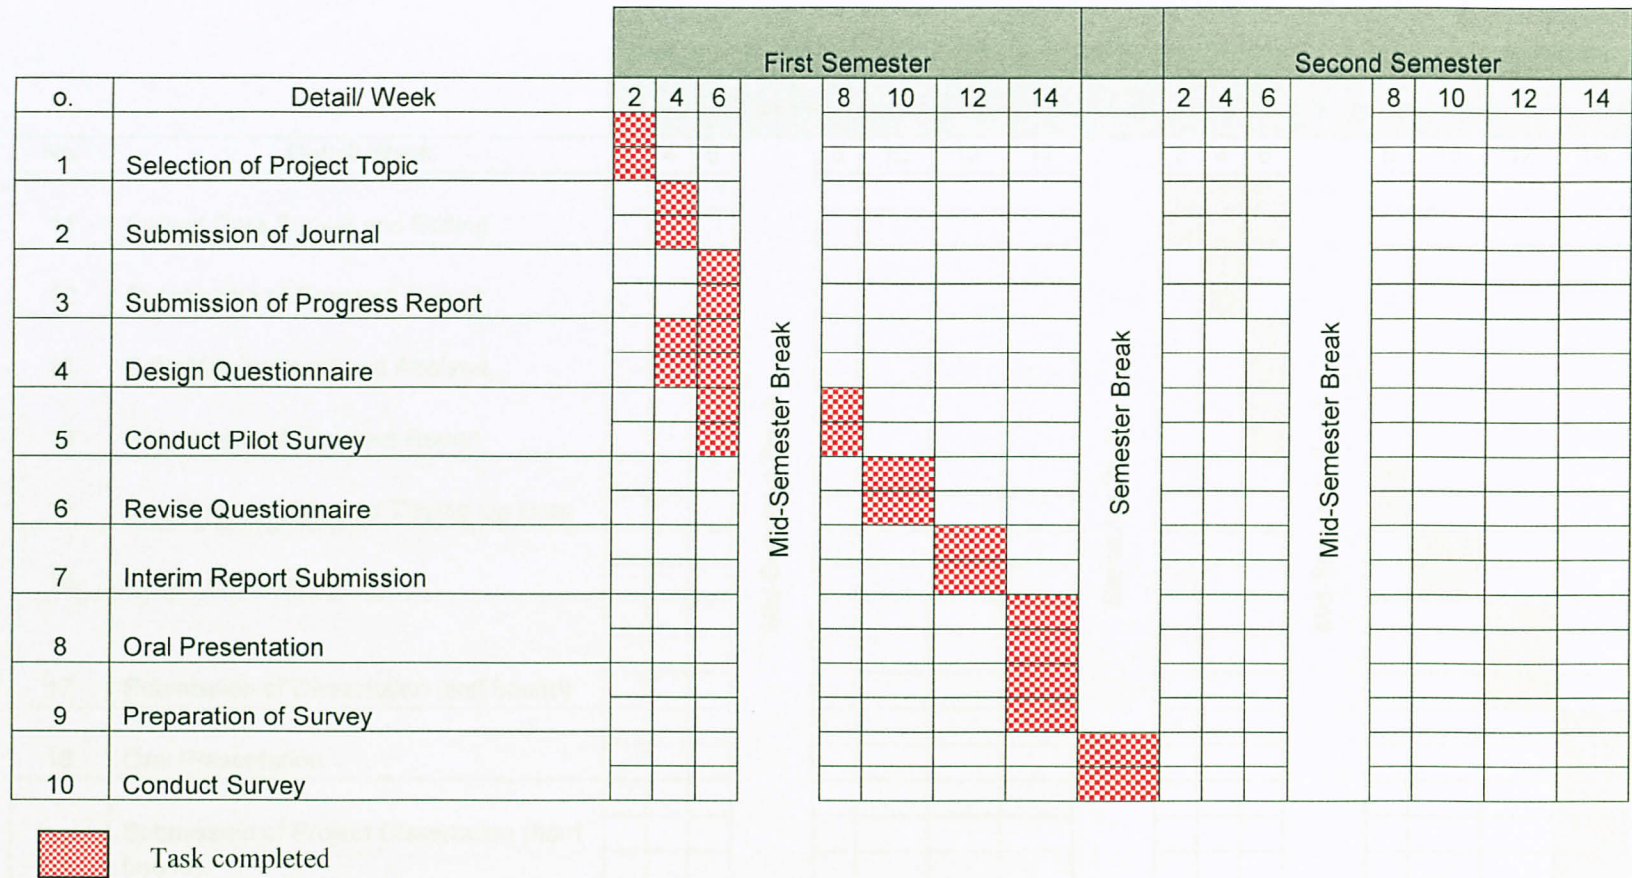 First Semester Second Semester
o. Detail/ Week 2 4 6 8 10 12 14 2 4 6 8 10 12 14
1 Selection of Project Topic
2 Submission of Journal
3 Submission of Progress Report
4 Design Questionnaire
5 Conduct Pilot Survey
6 Revise Questionnaire
7 Interim Report Submission
8 Oral Presentation
9 Preparation of Survey
10 Conduct Survey
Mid-Semester Break
Semester Break
Mid-Semester Break
Task completed